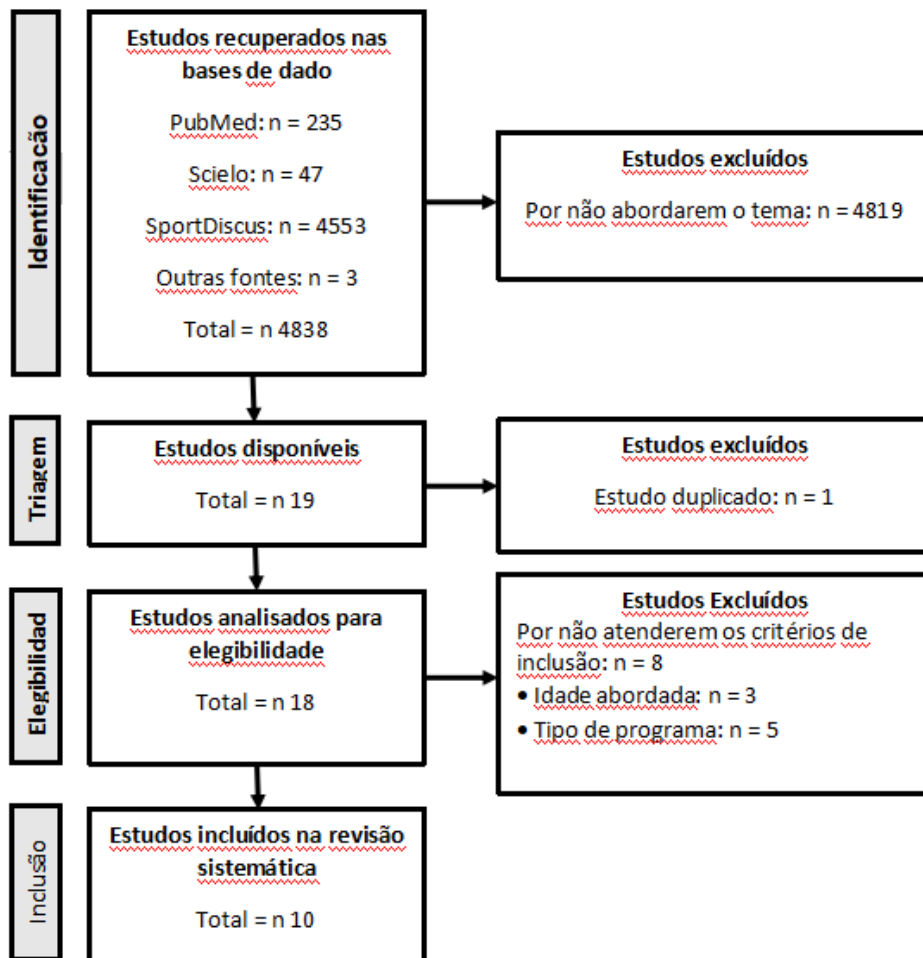 Identificação
Estudos recuperados nas
bases de dado
PubMed: n = 235
Scielo: n = 47
SportDiscus: n = 4553
Outras fontes: n = 3
Total = n 4838
Estudos excluídos
Por não abordarem o tema: n = 4819
Triagem
Estudos disponíveis
Total = n 19
Estudos excluídos
Estudo duplicado: n = 1
Elegibilidad
Estudos analisados para
elegibilidade
Total = n 18
Estudos Excluídos
Por não atenderem os critérios de
inclusão: n = 8
• Idade abordada: n = 3
• Tipo de programa: n = 5
Inclusão
Estudos incluídos na revisão
sistemática
Total = n 10